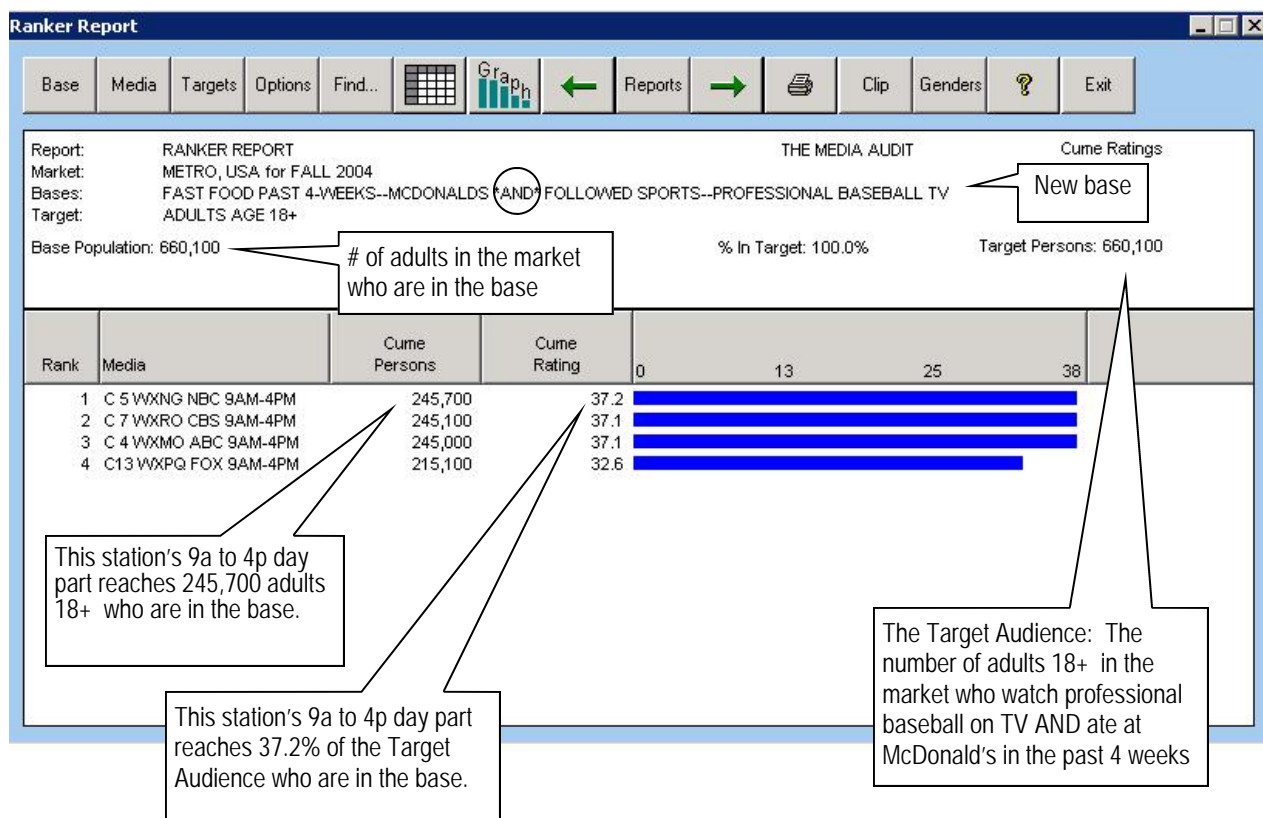 Ranker Report
Base Media Targets Options Find... Graph Reports Clip Genders ? Exit
Report: RANKER REPORT THE MEDIA AUDIT Cume Ratings
Market: METRO, USA for FALL 2004
Bases: FAST FOOD PAST 4-WEEKS--MCDONALDS *AND* FOLLOWED SPORTS--PROFESSIONAL BASEBALL TV
Target: ADULTS AGE 18+
New base
Base Population: 660,100 % In Target: 100.0% Target Persons: 660,100
# of adults in the market
who are in the base
Rank Media Cume Persons Cume Rating 0 13 25 38
1 C 5 WXNG NBC 9AM-4PM 245,700 37.2
2 C 7 WXRO CBS 9AM-4PM 245,100 37.1
3 C 4 WXMO ABC 9AM-4PM 245,000 37.1
4 C13 WXPQ FOX 9AM-4PM 215,100 32.6
This station's 9a to 4p day
part reaches 245,700 adults
18+ who are in the base.
This station's 9a to 4p day part
reaches 37.2% of the Target
Audience who are in the base.
The Target Audience: The
number of adults 18+ in the
market who watch professional
baseball on TV AND ate at
McDonald's in the past 4 weeks